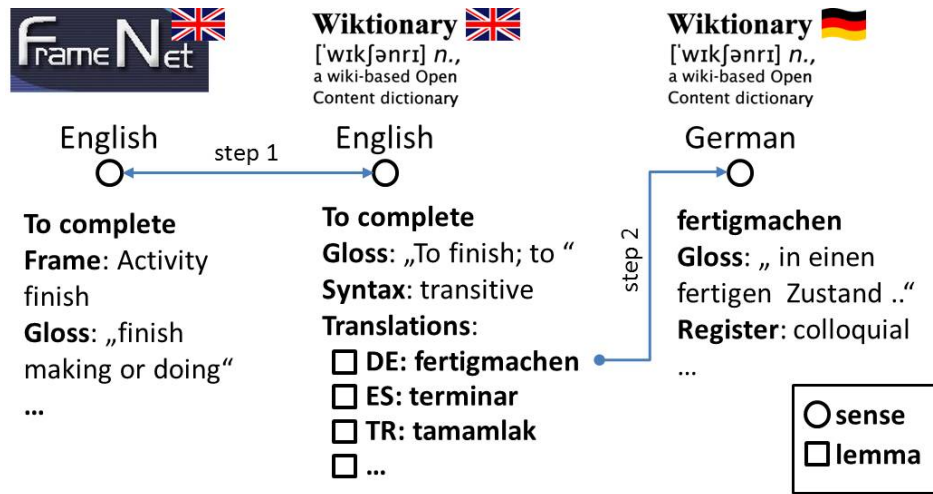 FrameNet
English
To complete
Frame: Activity
finish
Gloss: „finish
making or doing“
...
step 1
Wiktionary
['wɪkʃənrɪ] n.,
a wiki-based Open
Content dictionary
English
To complete
Gloss: „To finish; to “
Syntax: transitive
Translations:
DE: fertigmachen
ES: terminar
TR: tamamlak
...
step 2
Wiktionary
['wɪkʃənrɪ] n.,
a wiki-based Open
Content dictionary
German
fertigmachen
Gloss: „ in einen
fertigen Zustand ..“
Register: colloquial
...
sense
lemma